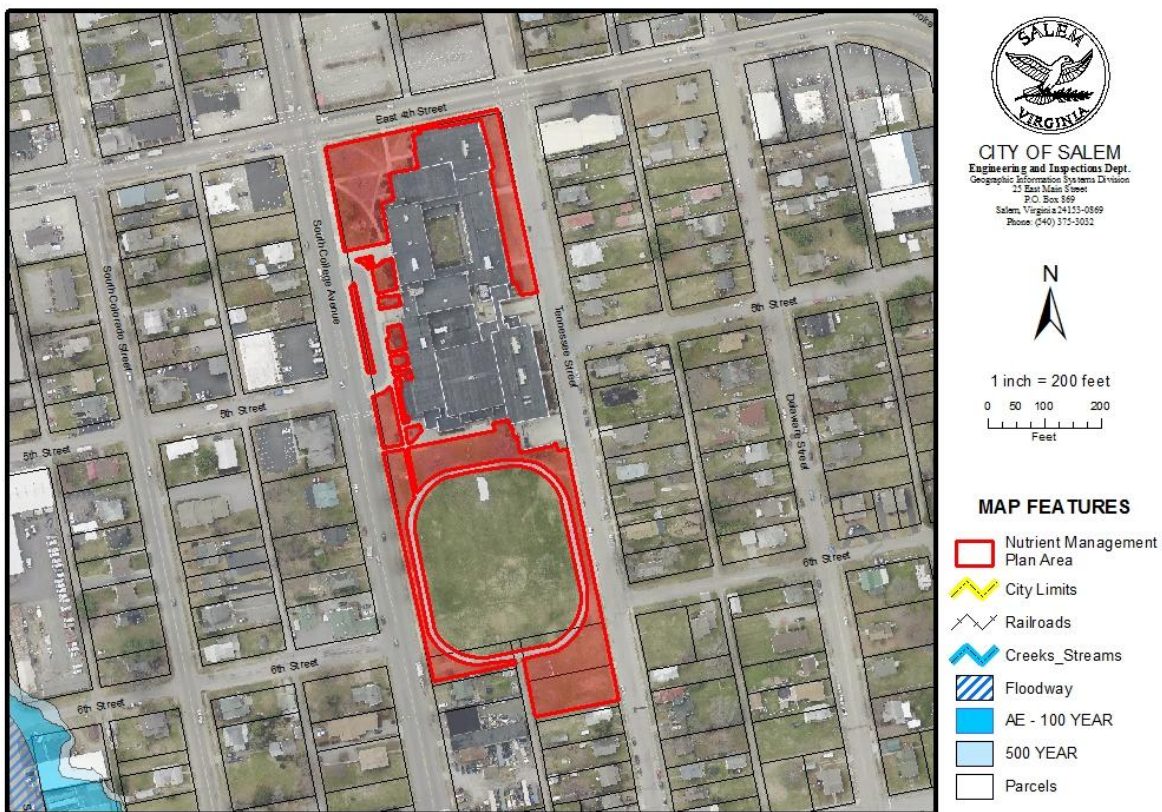 East 4th Street
South College Avenue
South Colorado Street
Tennessee Street
5th Street
Delaware Street
5th Street
5th Street
6th Street
6th Street
6th Street
SALEM
VIRGINIA
CITY OF SALEM
Engineering and Inspections Dept.
Geographic Information Systems Division
25 East Main Street
P.O. Box 869
Salem, Virginia 24153-0869
Phone: (540) 375-3032
N
1 inch = 200 feet
0 50 100 200
Feet
MAP FEATURES
Nutrient Management
Plan Area
City Limits
Railroads
Creeks_Streams
Floodway
AE - 100 YEAR
500 YEAR
Parcels